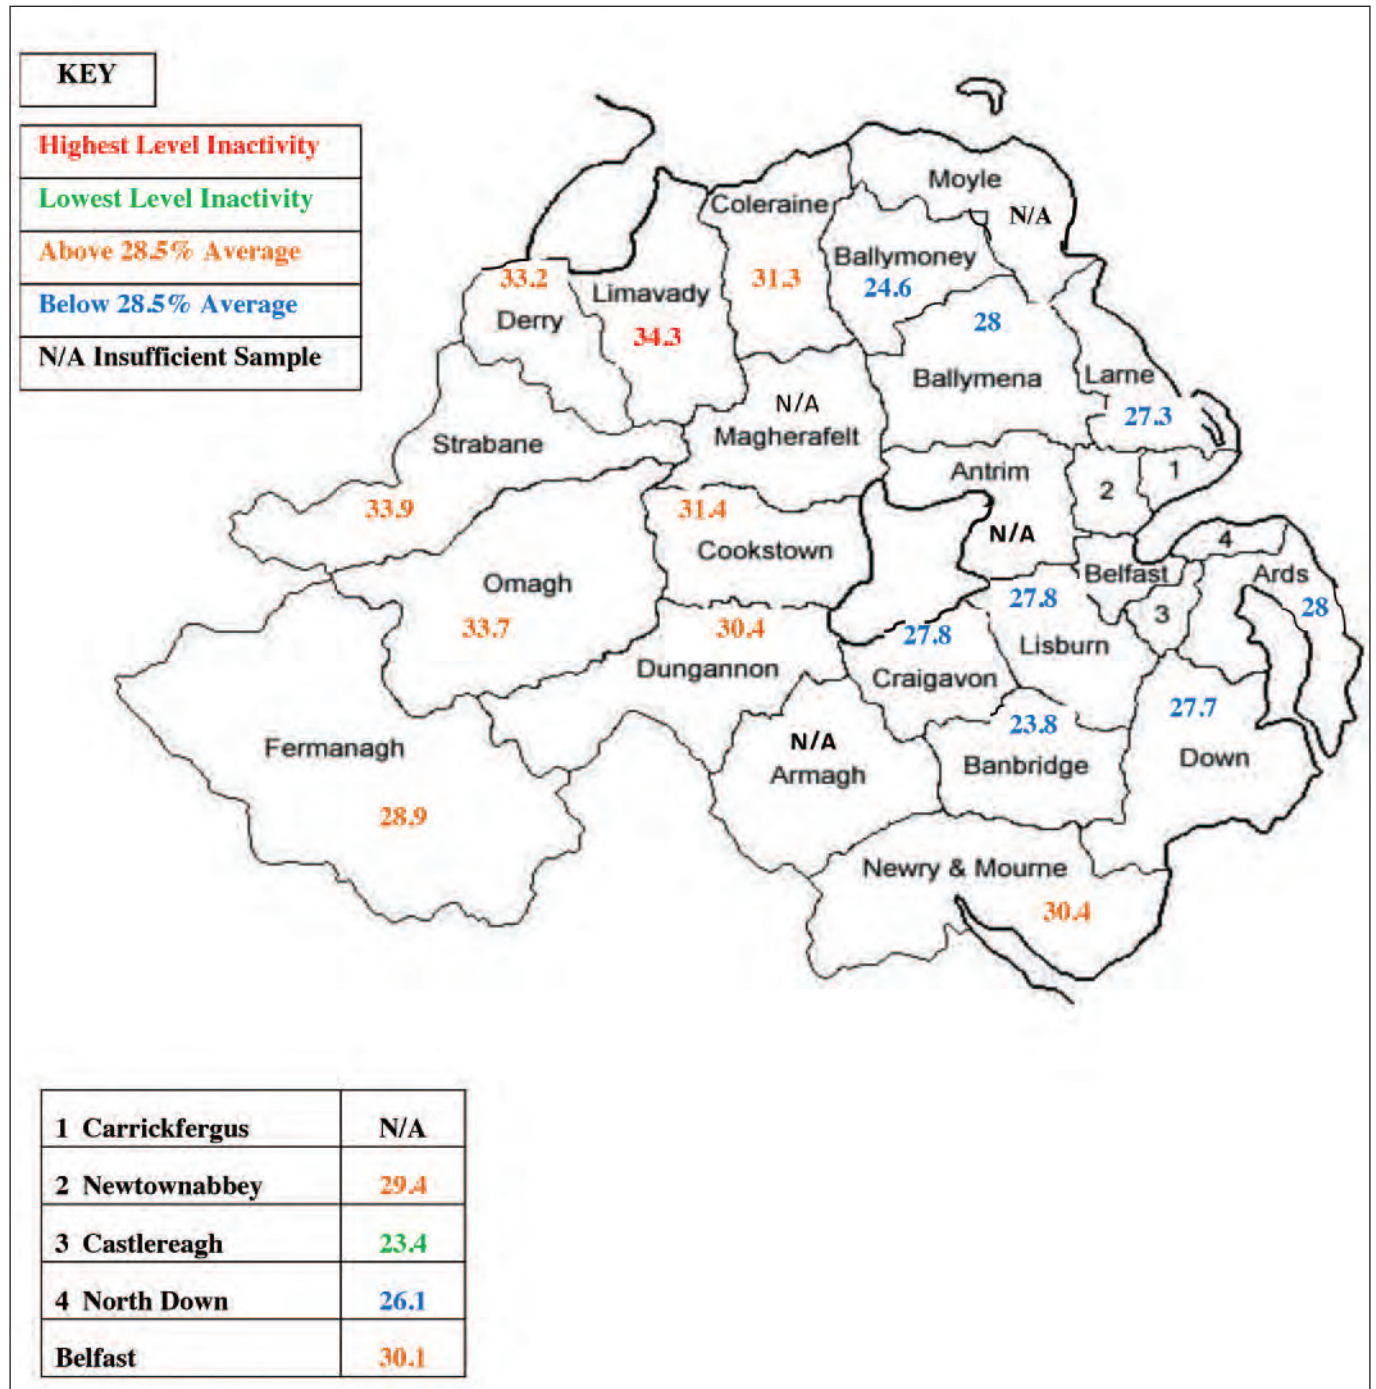 KEY
Highest Level Inactivity
Lowest Level Inactivity
Above 28.5% Average
Below 28.5% Average
N/A Insufficient Sample
Moyle
N/A
Coleraine
31.3
Ballymoney
24.6
33.2
Derry
Limavady
34.3
28
Ballymena
Larne
27.3
N/A
Magherafelt
Strabane
33.9
Antrim
N/A
2
1
31.4
Cookstown
4
Belfast
Ards
28
3
Omagh
33.7
27.8
Lisburn
30.4
Dungannon
27.8
Craigavon
23.8
Banbridge
27.7
Down
N/A
Armagh
Fermanagh
28.9
Newry & Mourne
30.4
1 Carrickfergus N/A
2 Newtownabbey 29.4
3 Castlereagh 23.4
4 North Down 26.1
Belfast 30.1